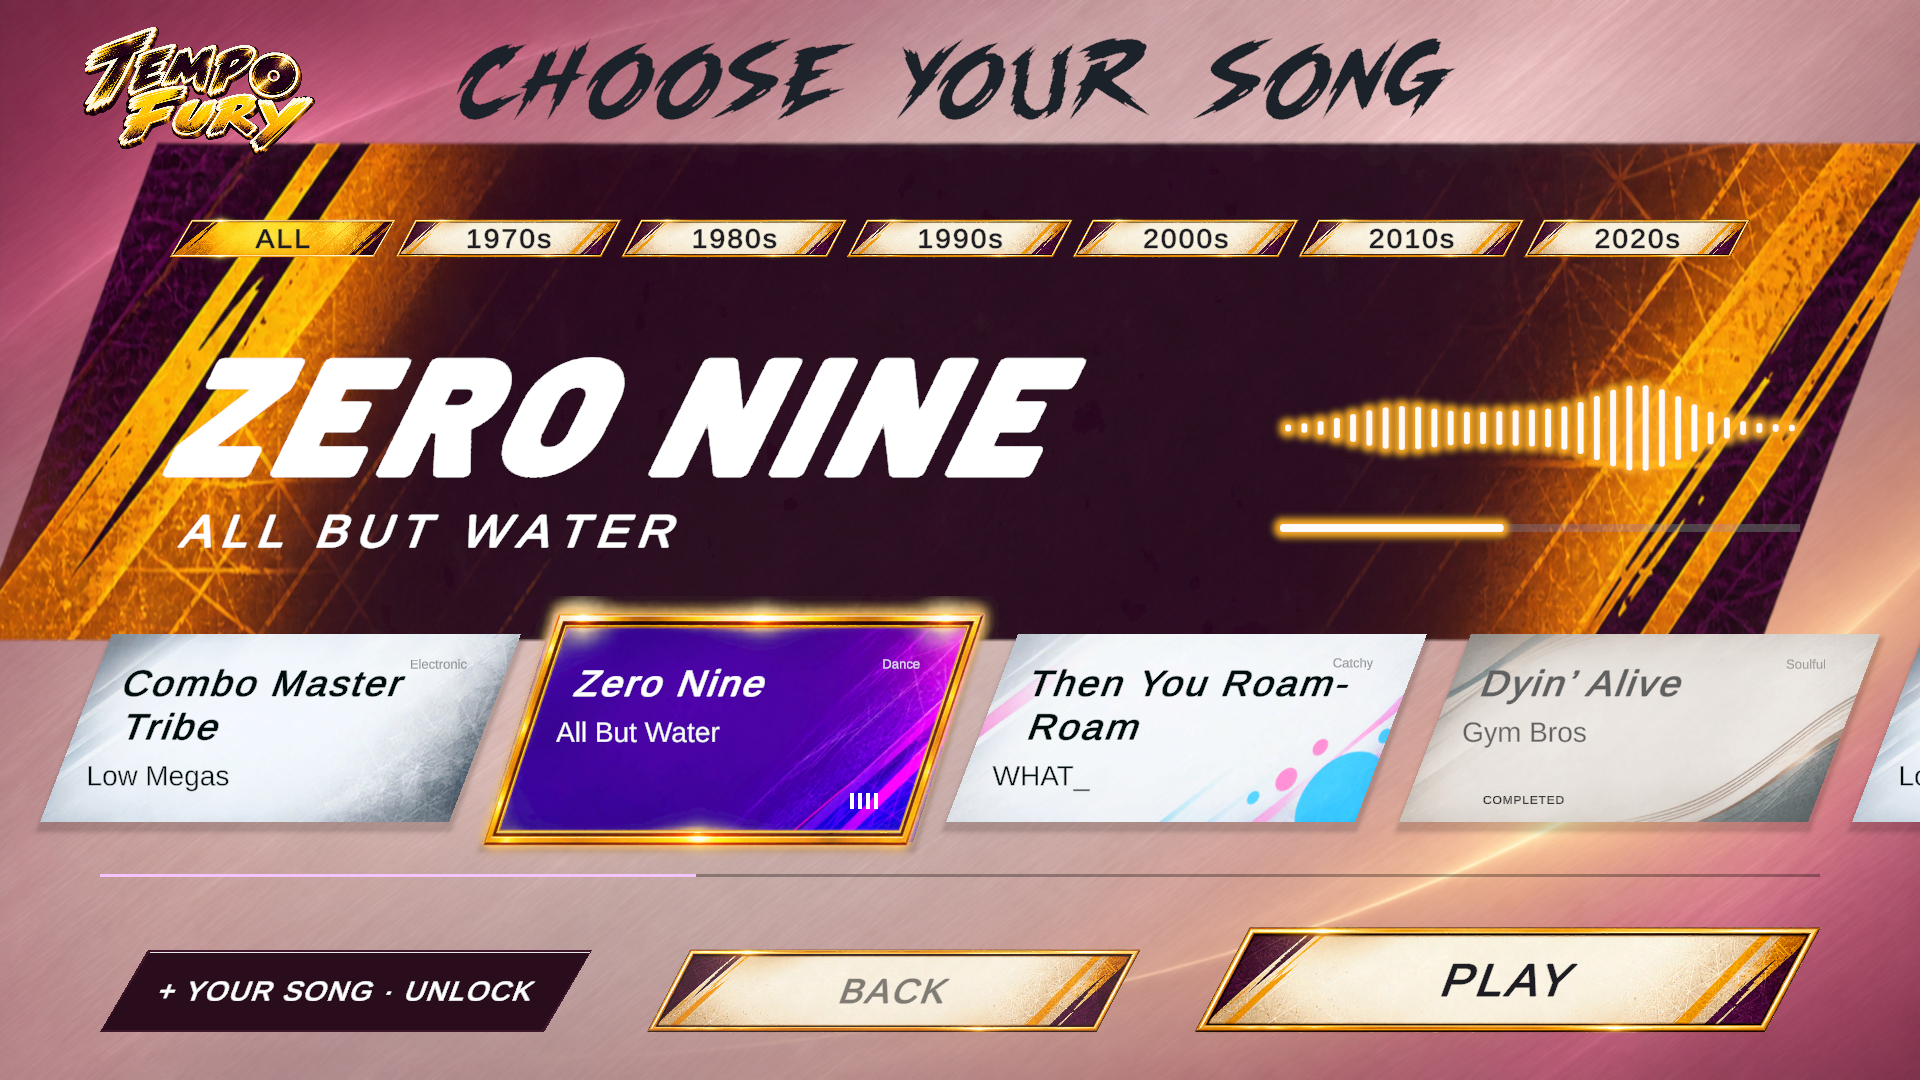 TEMPO
FURY
CHOOSE YOUR SONG
ALL
1970s
1980s
1990s
2000s
2010s
2020s
ZERO NINE
ALL BUT WATER
Combo Master
Tribe
Electronic
Low Megas
Zero Nine
Dance
All But Water
Then You Roam-
Roam
Catchy
WHAT_
Dyin’ Alive
Soulful
Gym Bros
COMPLETED
+ YOUR SONG · UNLOCK
BACK
PLAY